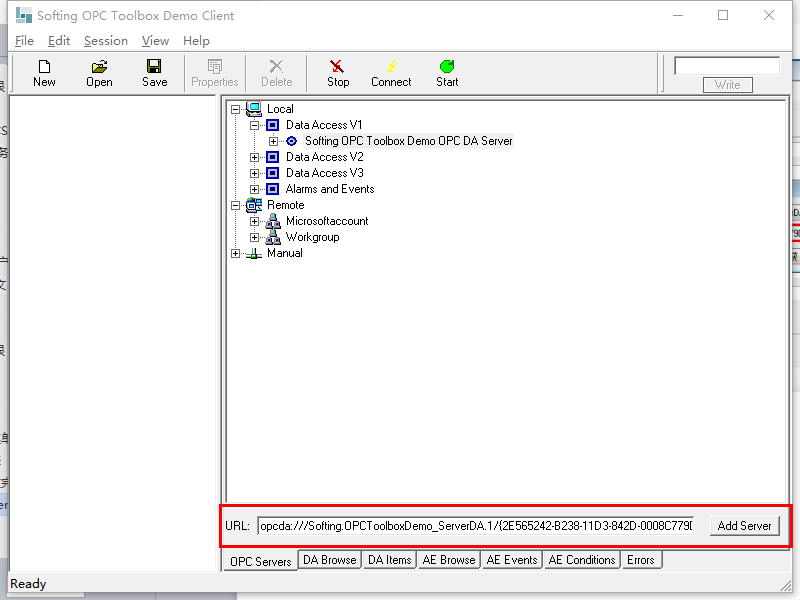 Softing OPC Toolbox Demo Client
File Edit Session View Help
New Open Save Properties Delete Stop Connect Start Write
Local
Data Access V1
Softing OPC Toolbox Demo OPC DA Server
Data Access V2
Data Access V3
Alarms and Events
Remote
Microsoftaccount
Workgroup
Manual
URL: opcda:///Softing.OPCToolboxDemo_ServerDA.1/{2E565242-B238-11D3-842D-0008C779D Add Server
OPC Servers DA Browse DA Items AE Browse AE Events AE Conditions Errors
Ready